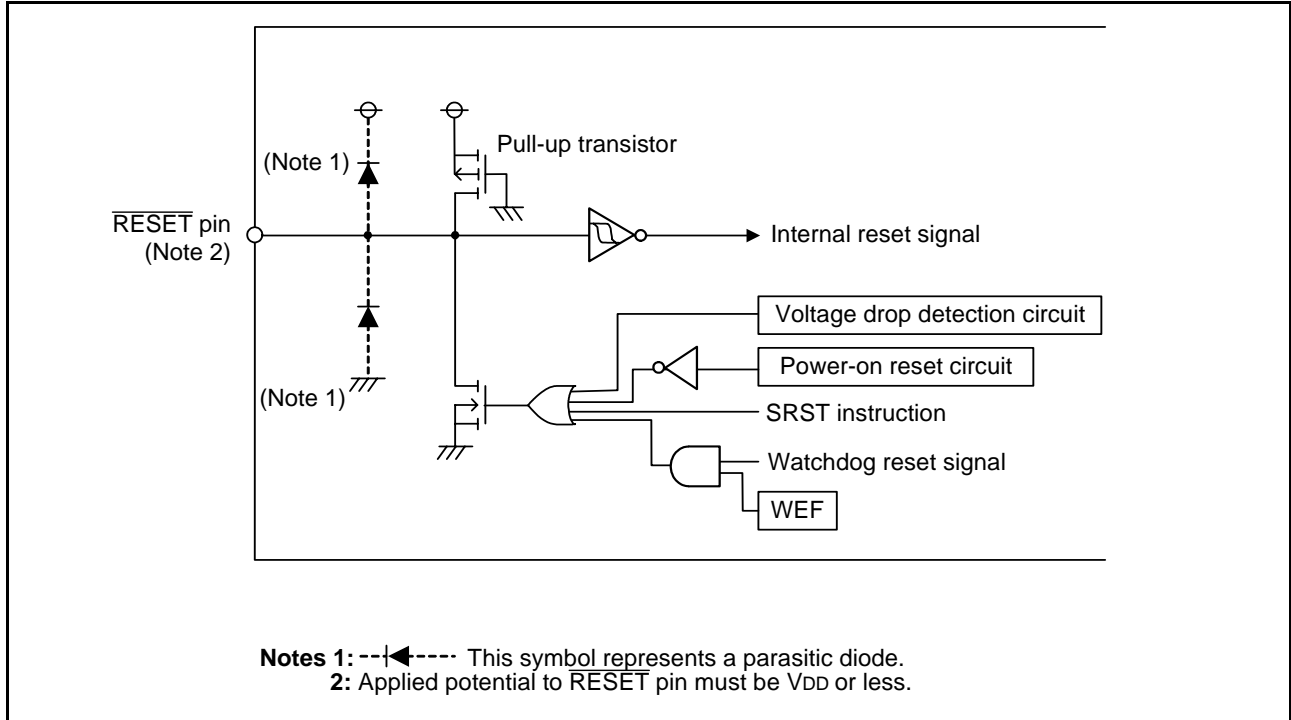 Pull-up transistor
(Note 1)
RESET pin
(Note 2)
Internal reset signal
Voltage drop detection circuit
Power-on reset circuit
(Note 1)
SRST instruction
Watchdog reset signal
WEF
Notes 1: This symbol represents a parasitic diode.
2: Applied potential to RESET pin must be VDD or less.